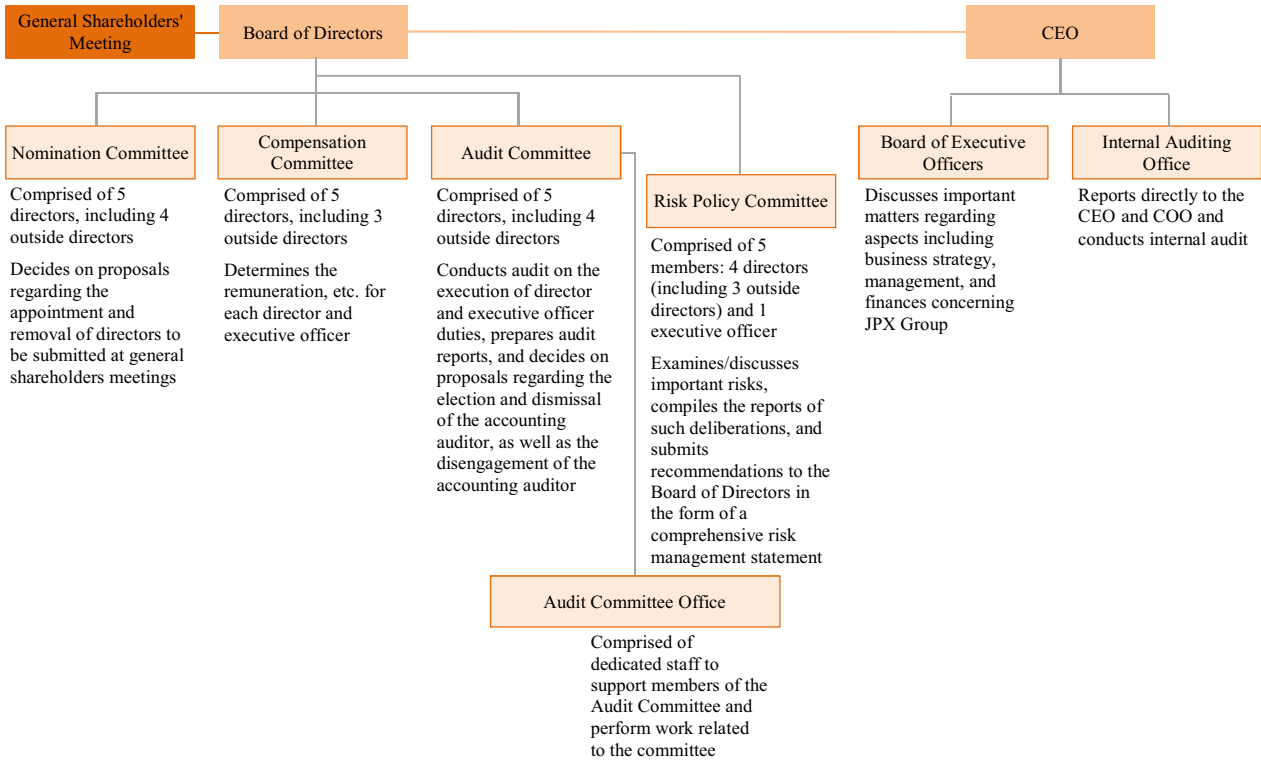 General Shareholders'
Meeting
Board of Directors
CEO
Nomination Committee
Comprised of 5
directors, including 4
outside directors
Decides on proposals
regarding the
appointment and
removal of directors to
be submitted at general
shareholders meetings
Compensation
Committee
Comprised of 5
directors, including 3
outside directors
Determines the
remuneration, etc. for
each director and
executive officer
Audit Committee
Comprised of 5
directors, including 4
outside directors
Conducts audit on the
execution of director
and executive officer
duties, prepares audit
reports, and decides on
proposals regarding the
election and dismissal
of the accounting
auditor, as well as the
disengagement of the
accounting auditor
Risk Policy Committee
Comprised of 5
members: 4 directors
(including 3 outside
directors) and 1
executive officer
Examines/discusses
important risks,
compiles the reports of
such deliberations, and
submits
recommendations to the
Board of Directors in
the form of a
comprehensive risk
management statement
Board of Executive
Officers
Discusses important
matters regarding
aspects including
business strategy,
management, and
finances concerning
JPX Group
Internal Auditing
Office
Reports directly to the
CEO and COO and
conducts internal audit
Audit Committee Office
Comprised of
dedicated staff to
support members of the
Audit Committee and
perform work related
to the committee